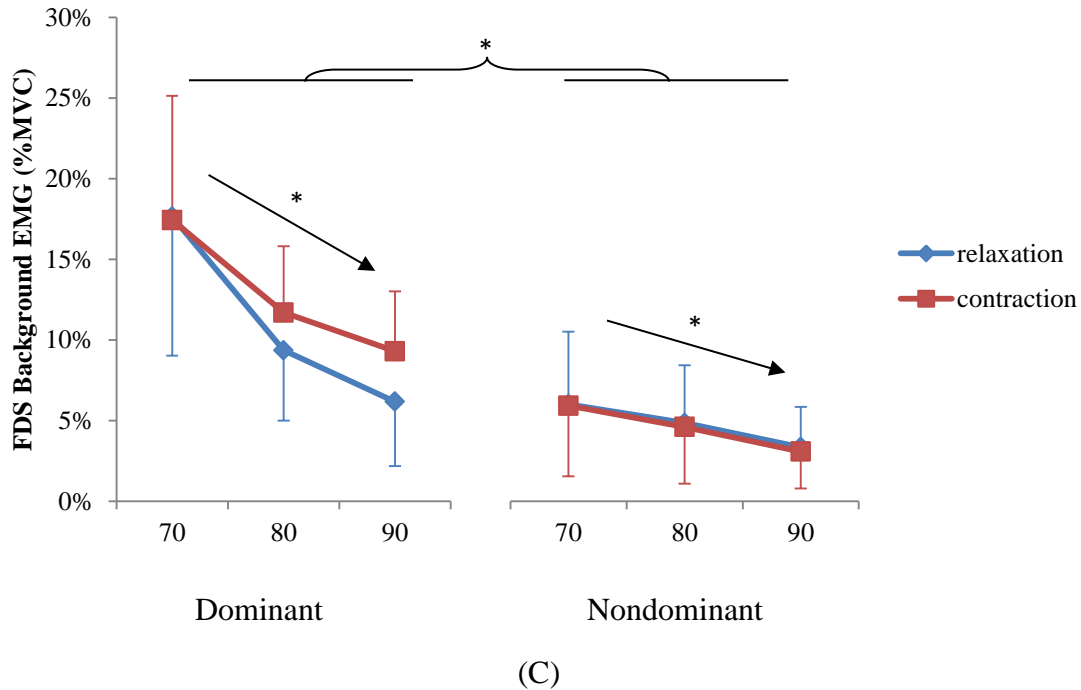 FDS Background EMG (%MVC)
30%
25%
20%
15%
10%
5%
0%
*
*
*
70 80 90 70 80 90
Dominant Nondominant
relaxation
contraction
(C)